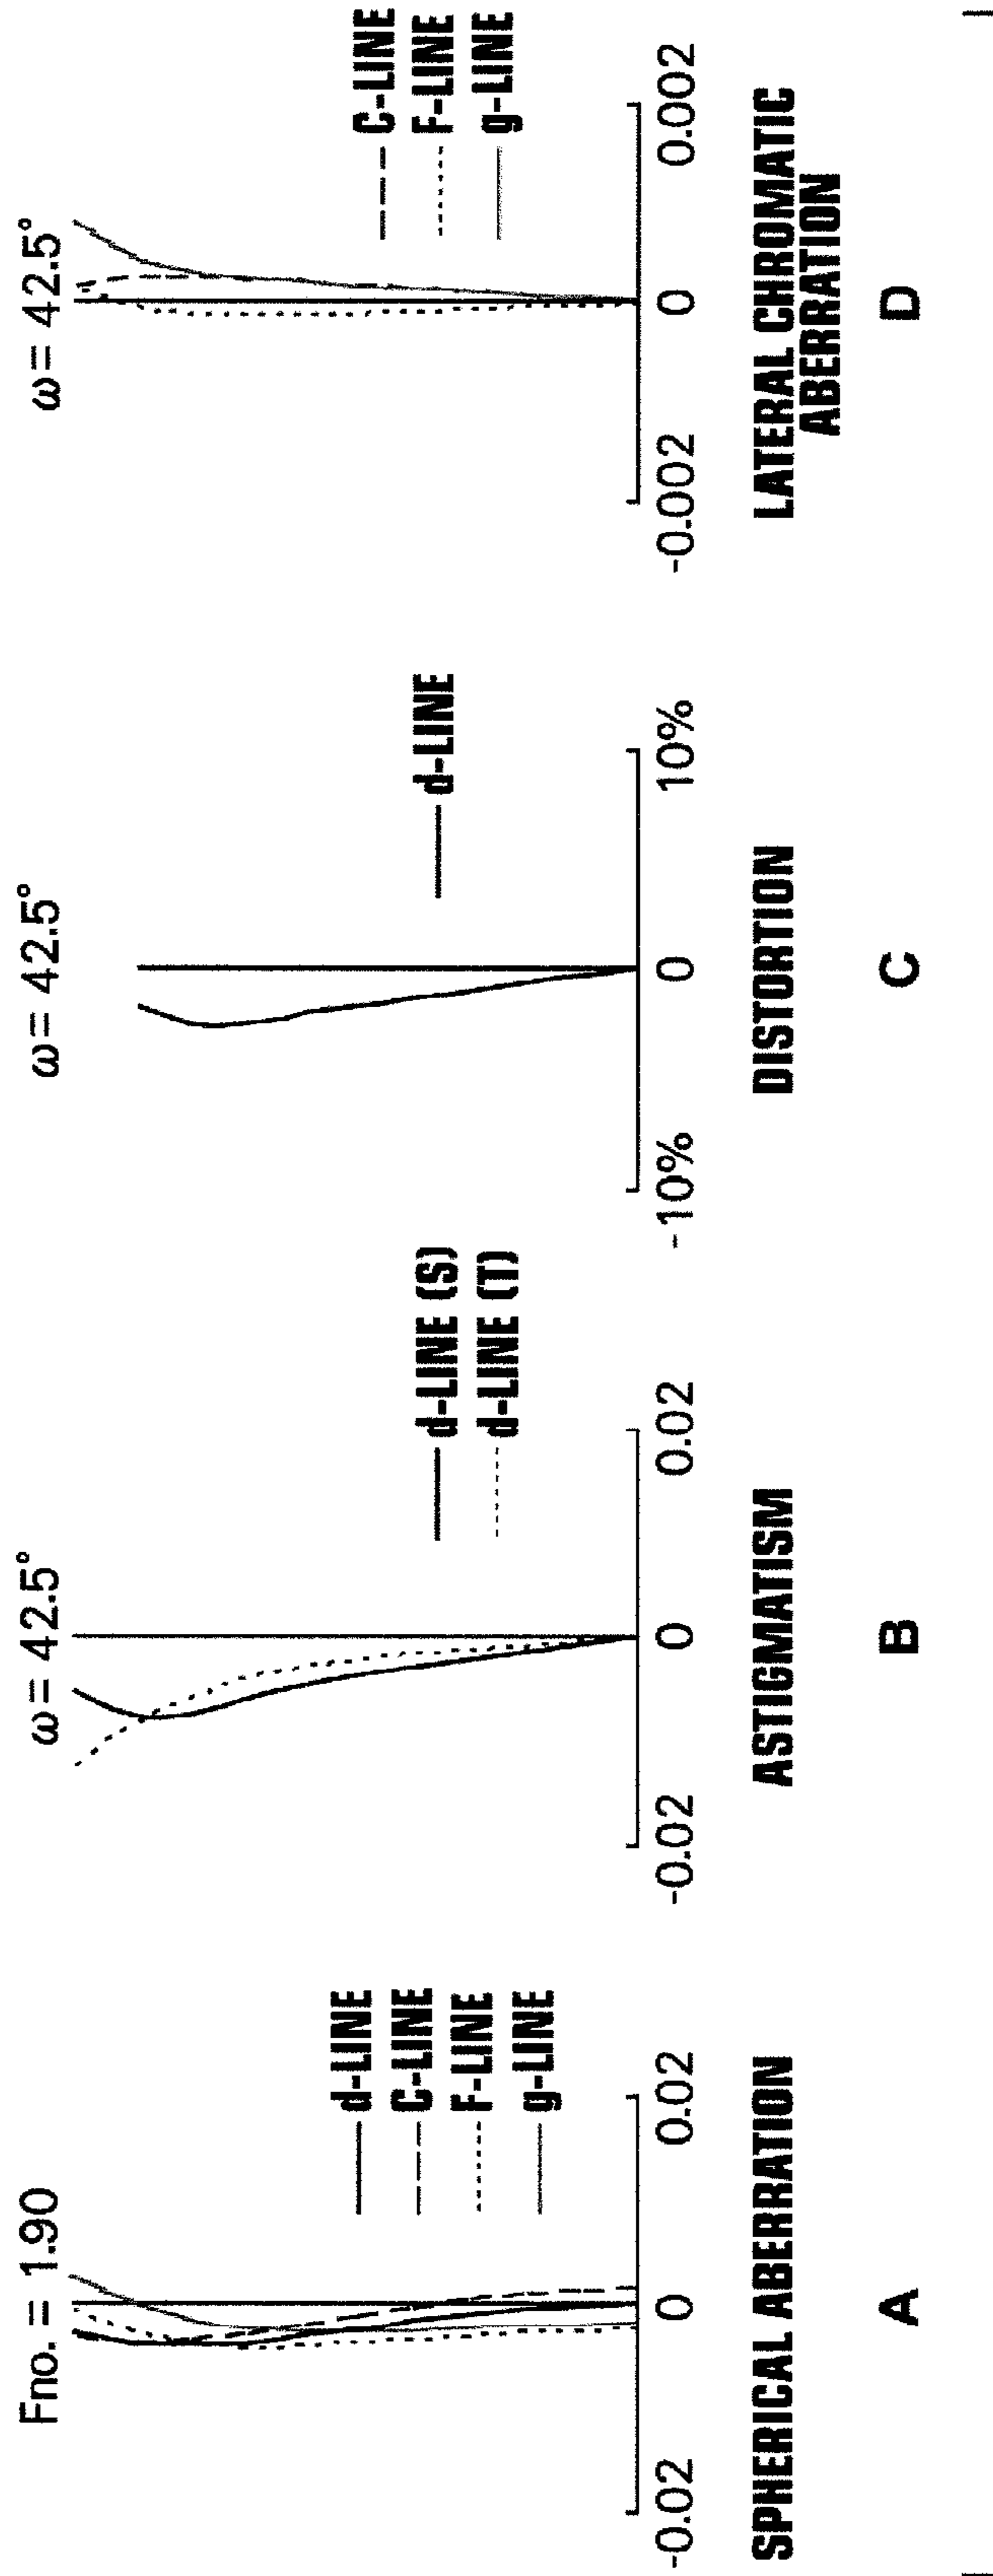 Fno. = 1.90
d-LINE
C-LINE
F-LINE
g-LINE
-0.02
0
0.02
SPHERICAL ABERRATION
A
ω= 42.5°
d-LINE (S)
d-LINE (T)
-0.02
0
0.02
ASTIGMATISM
B
ω= 42.5°
d-LINE
-10%
0
10%
DISTORTION
C
ω= 42.5°
C-LINE
F-LINE
g-LINE
-0.002
0
0.002
LATERAL CHROMATIC
ABERRATION
D